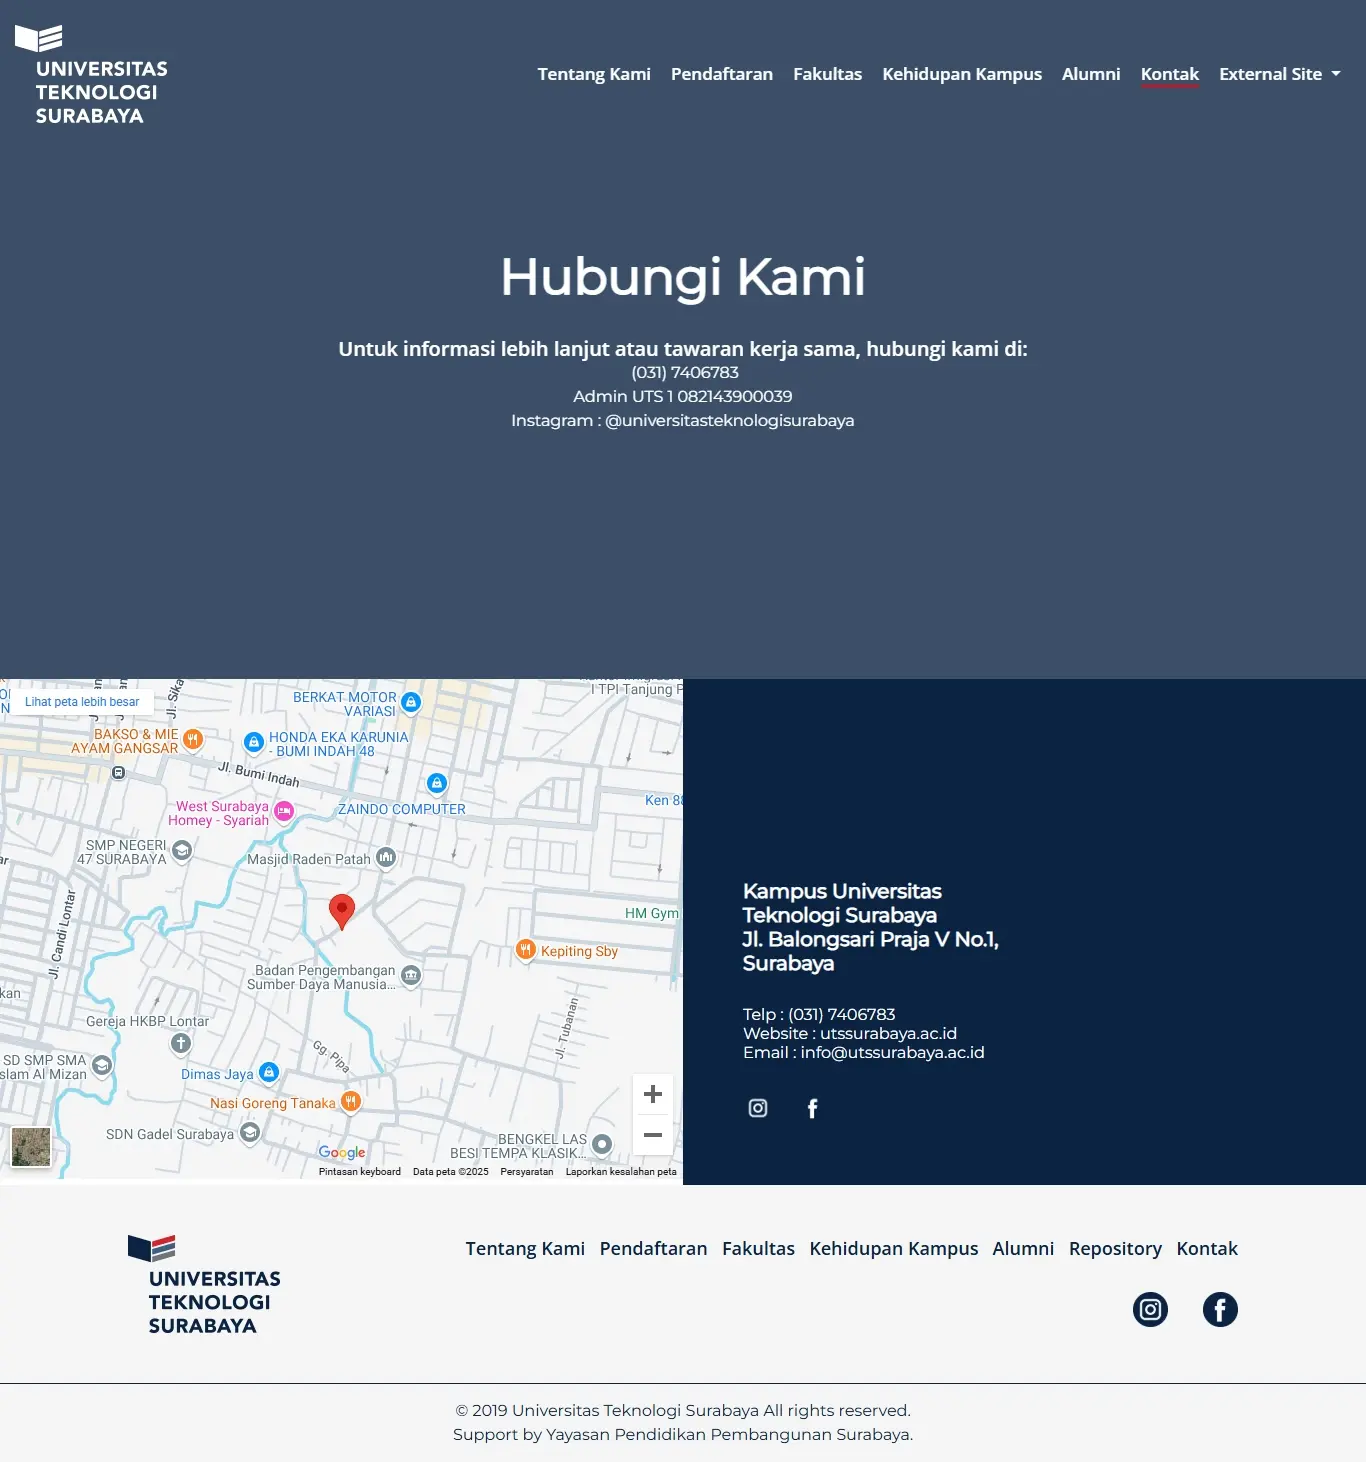 UNIVERSITAS
TEKNOLOGI
SURABAYA
Tentang Kami Pendaftaran Fakultas Kehidupan Kampus Alumni Kontak External Site
Hubungi Kami
Untuk informasi lebih lanjut atau tawaran kerja sama, hubungi kami di:
(031) 7406783
Admin UTS 1 082143900039
Instagram : @universitasteknologisurabaya
Lihat peta lebih besar
Jl. Sika
I TPI Tanjung P
BERKAT MOTOR
VARIASI
BAKSO & MIE
AYAM GANGSAR
HONDA EKA KARUNIA
- BUMI INDAH 48
Jl. Bumi Indah
ZAINDO COMPUTER
Ken 88
West Surabaya
Homey - Syariah
SMP NEGERI
47 SURABAYA
Masjid Raden Patah
Jl. Candi Lontar
HM Gym
Kepiting Sby
Badan Pengembangan
Sumber Daya Manusia...
kan
Gereja HKBP Lontar
Jl. Tubanan
Gg. Pipa
SD SMP SMA
slam Al Mizan
Dimas Jaya
Nasi Goreng Tanaka
SDN Gadel Surabaya
BENGKEL LAS
BESI TEMPA KLASIK...
Google
Pintasan keyboard Data peta ©2025 Persyaratan Laporkan kesalahan peta
Kampus Universitas
Teknologi Surabaya
Jl. Balongsari Praja V No.1,
Surabaya
Telp : (031) 7406783
Website : utssurabaya.ac.id
Email : info@utssurabaya.ac.id
UNIVERSITAS
TEKNOLOGI
SURABAYA
Tentang Kami Pendaftaran Fakultas Kehidupan Kampus Alumni Repository Kontak
© 2019 Universitas Teknologi Surabaya All rights reserved.
Support by Yayasan Pendidikan Pembangunan Surabaya.